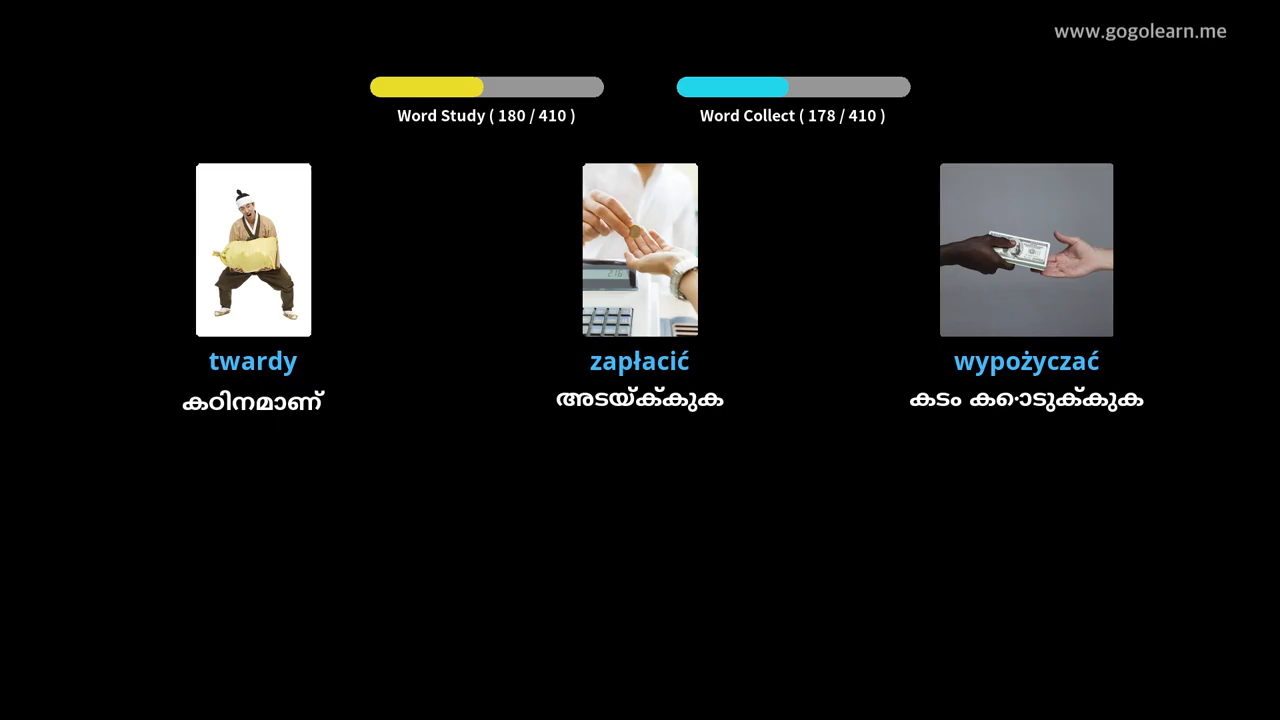 www.gogolearn.me
Word Study ( 180 / 410 )
Word Collect ( 178 / 410 )
twardy
zapłacić
wypożyczać
കഠിനമാണ്
അടയ്ക്കുക
കടം കൊടുക്കുക